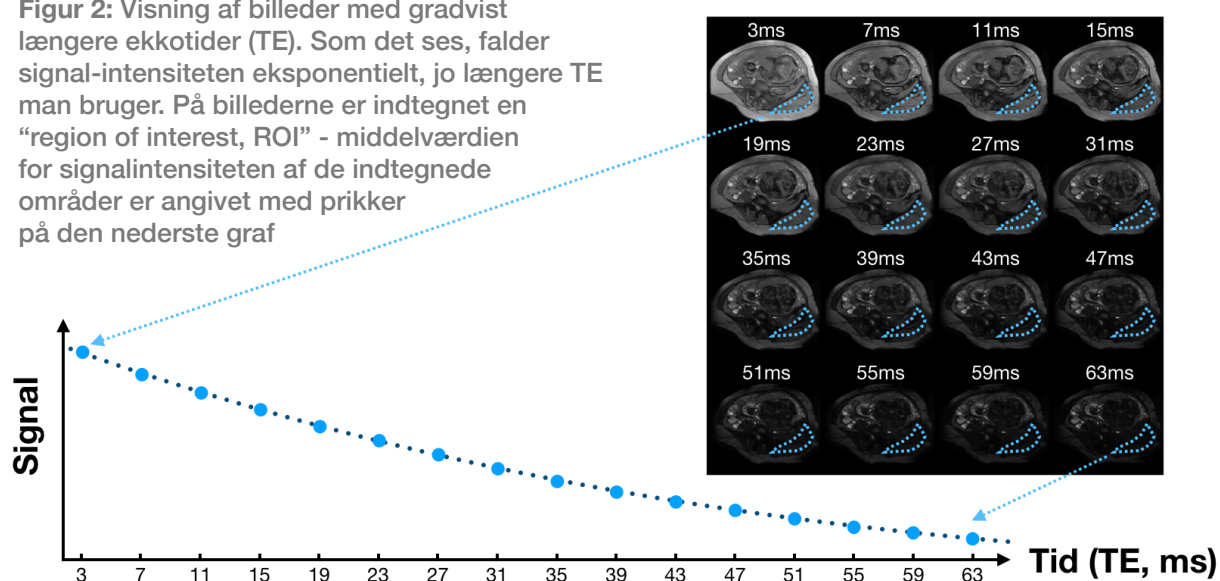 Figur 2: Visning af billeder med gradvist
længere ekkotider (TE). Som det ses, falder
signal-intensiteten eksponentielt, jo længere TE
man bruger. På billederne er indtegnet en
“region of interest, ROI” - middelværdien
for signalintensiteten af de indtegnede
områder er angivet med prikker
på den nederste graf
3ms 7ms 11ms 15ms
19ms 23ms 27ms 31ms
35ms 39ms 43ms 47ms
51ms 55ms 59ms 63ms
Signal
3 7 11 15 19 23 27 31 35 39 43 47 51 55 59 63
Tid (TE, ms)